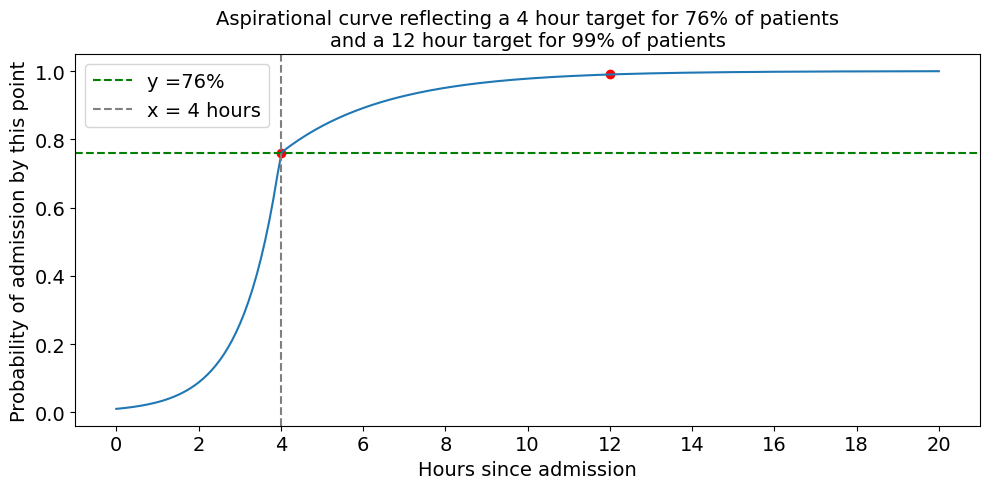 Aspirational curve reflecting a 4 hour target for 76% of patients
and a 12 hour target for 99% of patients
y =76%
x = 4 hours
Probability of admission by this point
1.0
0.8
0.6
0.4
0.2
0.0
0 2 4 6 8 10 12 14 16 18 20
Hours since admission